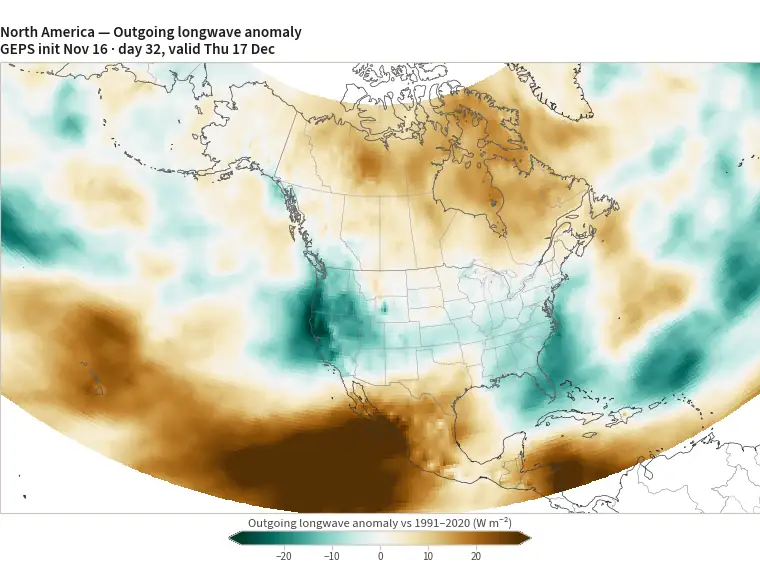 North America — Outgoing longwave anomaly
GEPS init Nov 16 · day 32, valid Thu 17 Dec
Outgoing longwave anomaly vs 1991–2020 (W m⁻²)
−20 −10 0 10 20